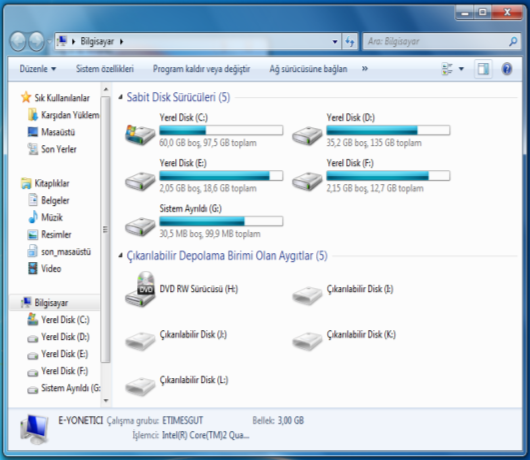 Bilgisayar
Ara: Bilgisayar
Düzenle
Sistem özellikleri
Program kaldır veya değiştir
Ağ sürücüsüne bağlan
»
Sık Kullanılanlar
Karşıdan Yüklem
Masaüstü
Son Yerler
Kitaplıklar
Belgeler
Müzik
Resimler
son_masaüstü
Video
Bilgisayar
Yerel Disk (C:)
Yerel Disk (D:)
Yerel Disk (E:)
Yerel Disk (F:)
Sistem Ayrıldı (G:
Sabit Disk Sürücüleri (5)
Yerel Disk (C:)
60,0 GB boş, 97,5 GB toplam
Yerel Disk (D:)
35,2 GB boş, 135 GB toplam
Yerel Disk (E:)
2,05 GB boş, 18,6 GB toplam
Yerel Disk (F:)
2,15 GB boş, 12,7 GB toplam
Sistem Ayrıldı (G:)
30,5 MB boş, 99,9 MB toplam
Çıkarılabilir Depolama Birimi Olan Aygıtlar (5)
DVD
DVD RW Sürücüsü (H:)
Çıkarılabilir Disk (I:)
Çıkarılabilir Disk (J:)
Çıkarılabilir Disk (K:)
Çıkarılabilir Disk (L:)
E-YONETICI Çalışma grubu: ETIMESGUT Bellek: 3,00 GB
İşlemci: Intel(R) Core(TM)2 Qua...